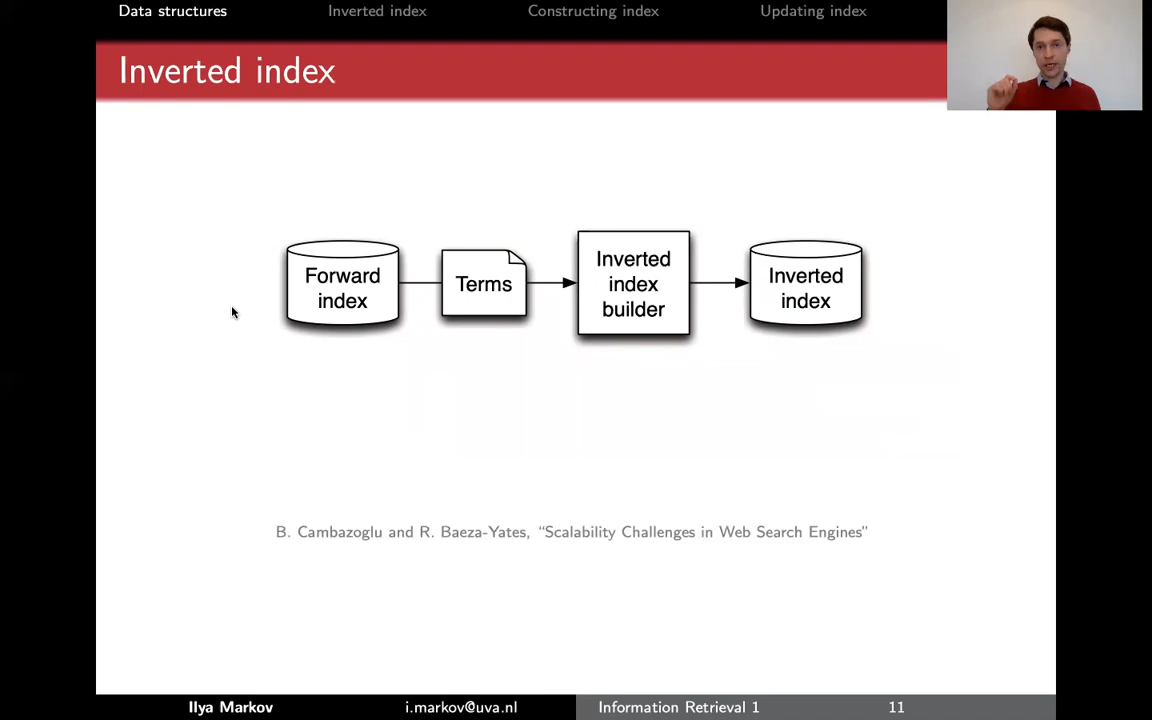 Data structures Inverted index Constructing index Updating index
Inverted index
Forward
index
Terms
Inverted
index
builder
Inverted
index
B. Cambazoglu and R. Baeza-Yates, “Scalability Challenges in Web Search Engines”
Ilya Markov i.markov@uva.nl Information Retrieval 1 11